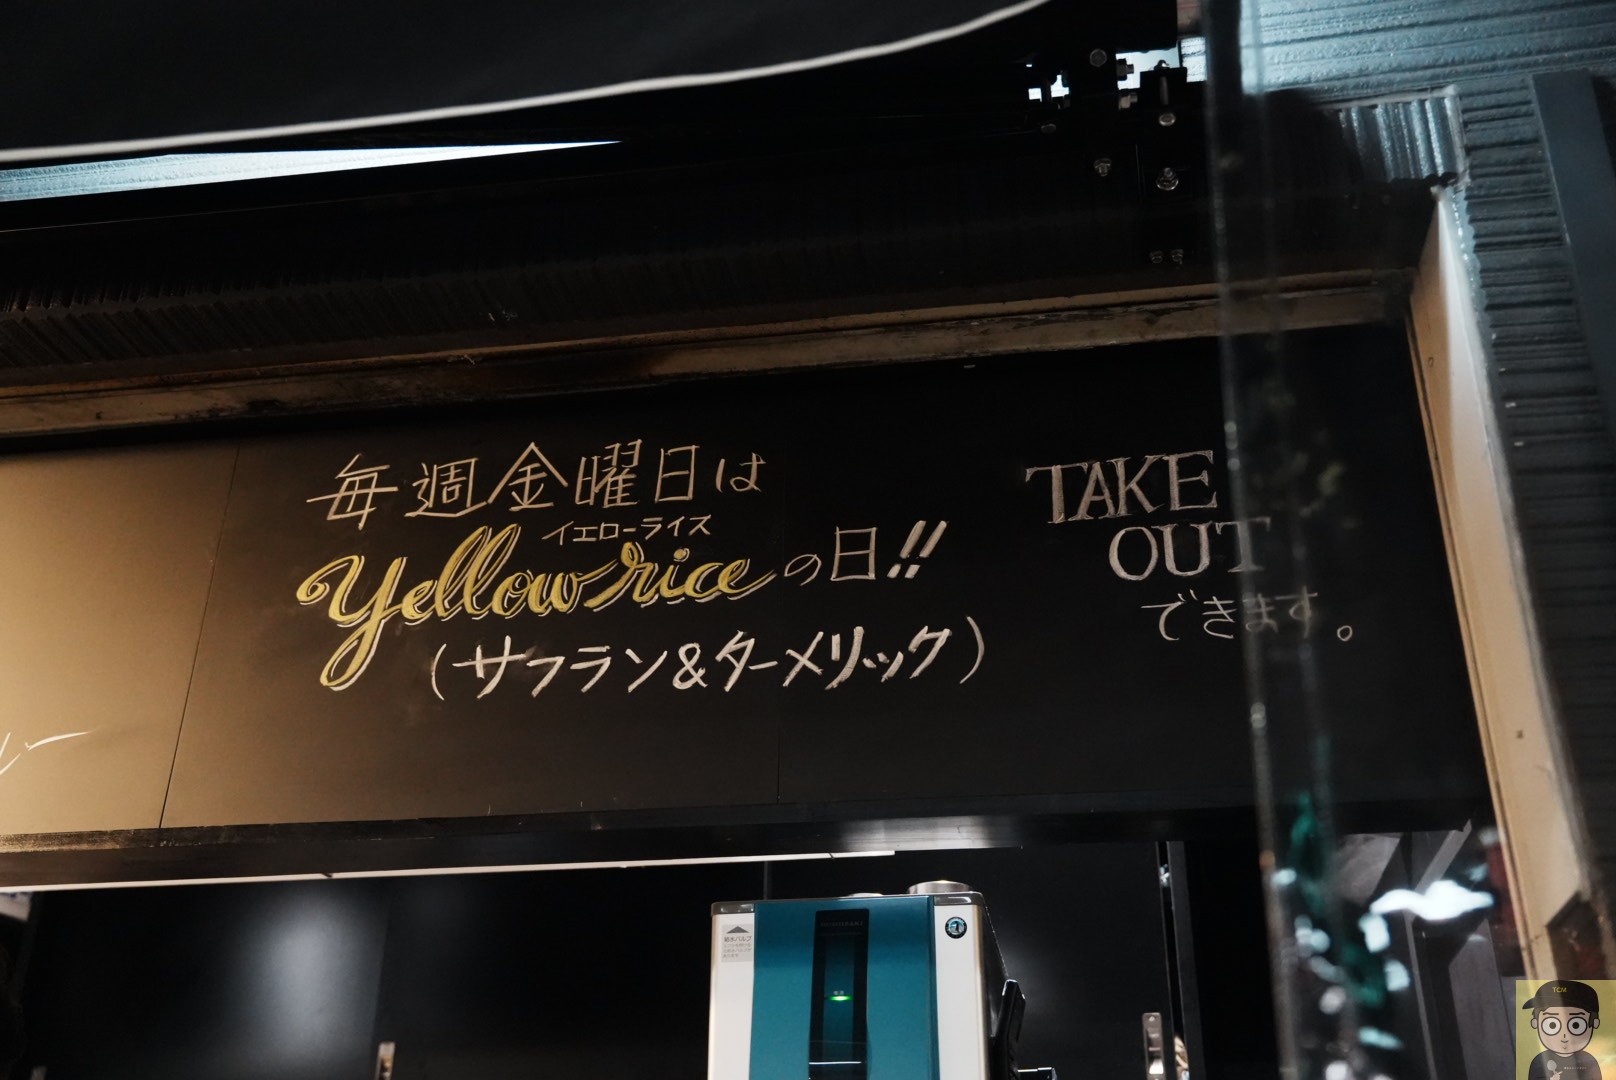 毎週金曜日は
イエローライス
Yellow rice の日!!
(サフラン&ターメリック)
TAKE
OUT
できます。
TCM